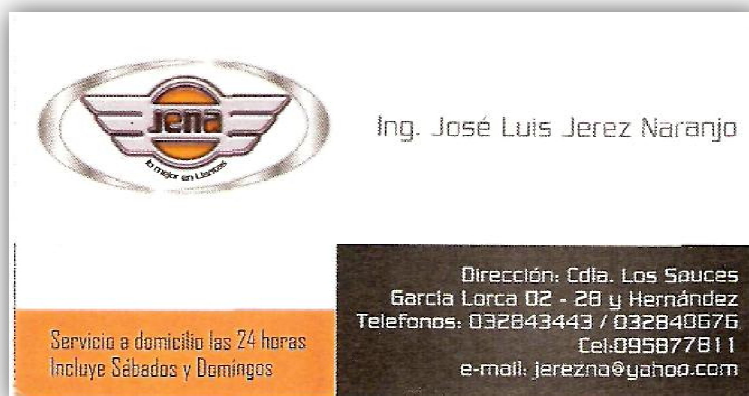 Jena
lo mejor en Llantas
Ing. José Luis Jerez Naranjo
Dirección: Cdla. Los Sauces
Garcia Lorca 02 - 28 y Hernández
Telefonos: 032843443 / 032840676
Cel:095877811
e-mail: jerezna@yahoo.com
Servicio a domicilio las 24 horas
Incluye Sábados y Domingos